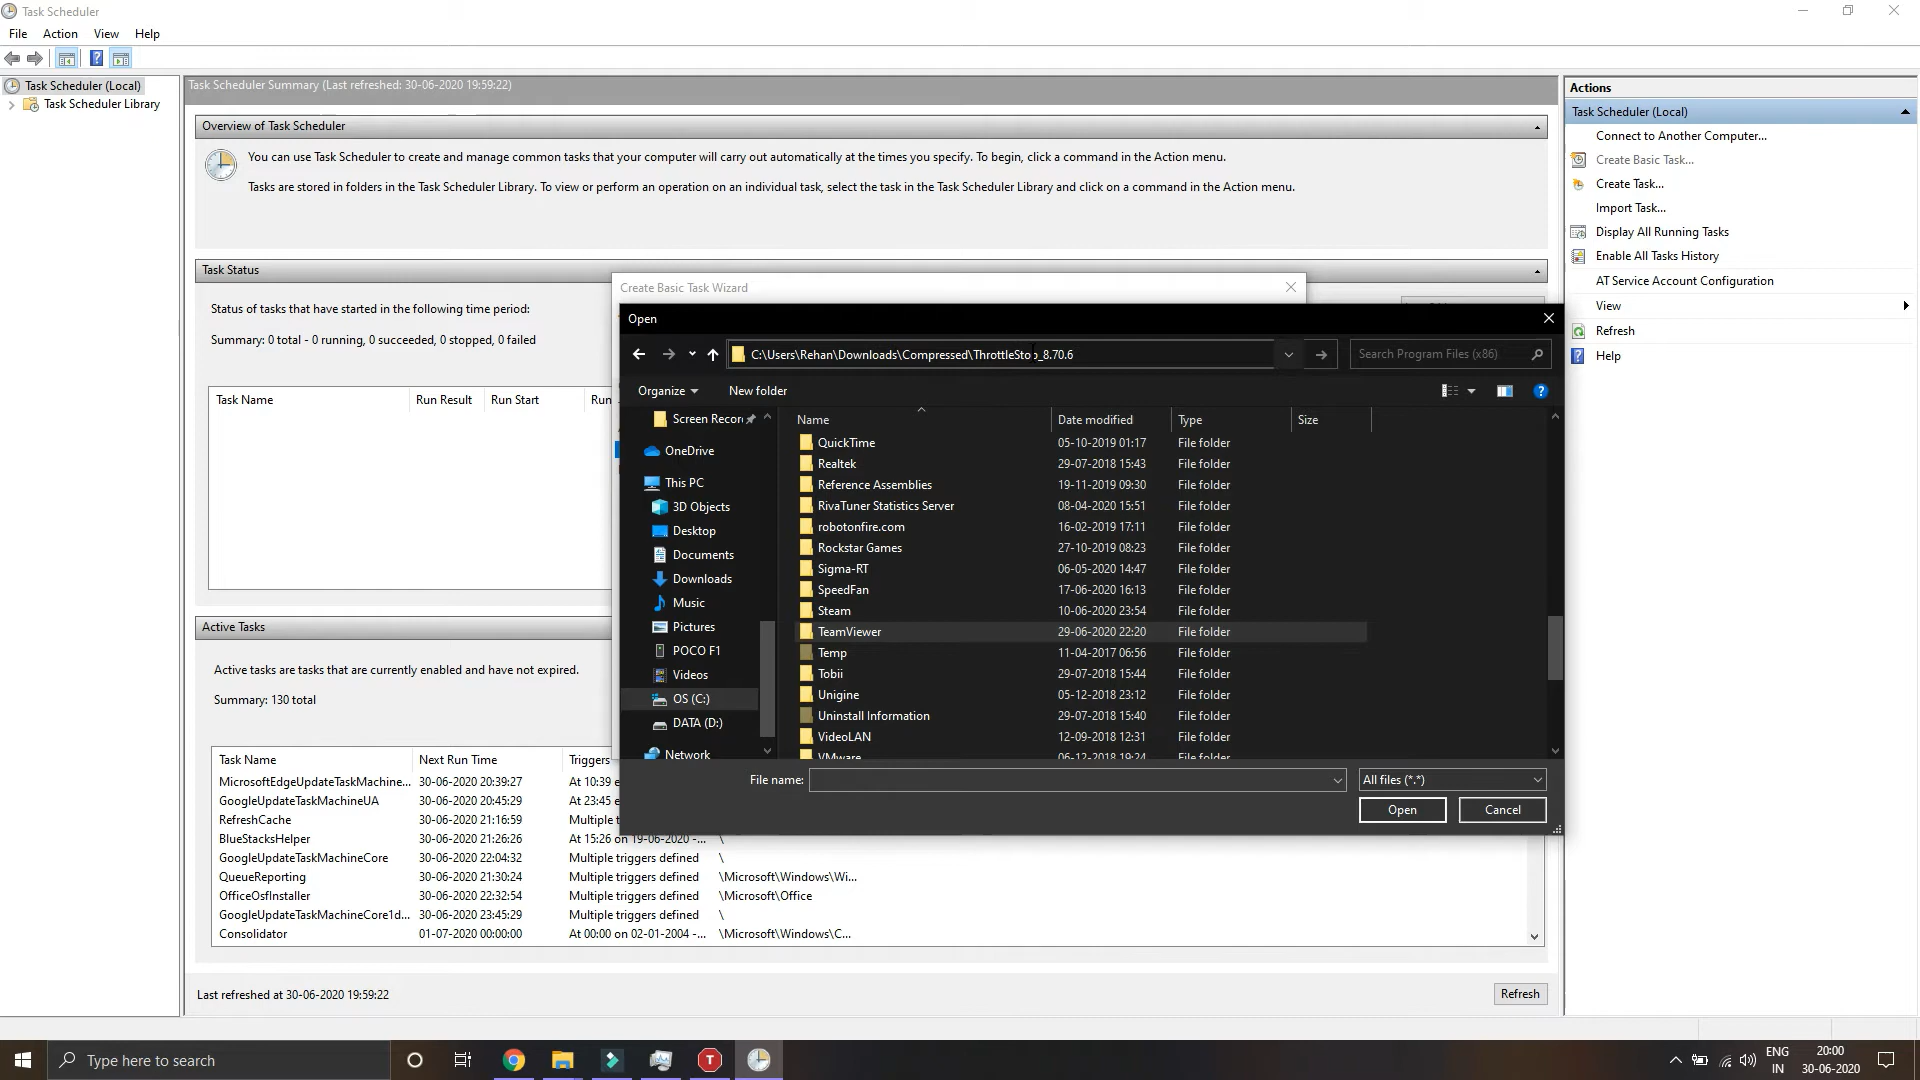 Task Scheduler
File Action View Help
Task Scheduler (Local)
Task Scheduler Library
Task Scheduler Summary (Last refreshed: 30-06-2020 19:59:22)
Overview of Task Scheduler
You can use Task Scheduler to create and manage common tasks that your computer will carry out automatically at the times you specify. To begin, click a command in the Action menu.
Tasks are stored in folders in the Task Scheduler Library. To view or perform an operation on an individual task, select the task in the Task Scheduler Library and click on a command in the Action menu.
Task Status
Status of tasks that have started in the following time period:
Summary: 0 total - 0 running, 0 succeeded, 0 stopped, 0 failed
Task Name Run Result Run Start Run
Active Tasks
Active tasks are tasks that are currently enabled and have not expired.
Summary: 130 total
Task Name Next Run Time Triggers
MicrosoftEdgeUpdateTaskMachine... 30-06-2020 20:39:27 At 10:39 e
GoogleUpdateTaskMachineUA 30-06-2020 20:45:29 At 23:45 e
RefreshCache 30-06-2020 21:16:59 Multiple t
BlueStacksHelper 30-06-2020 21:26:26 At 15:26 on 19-06-2020 -... \
GoogleUpdateTaskMachineCore 30-06-2020 22:04:32 Multiple triggers defined \
QueueReporting 30-06-2020 21:30:24 Multiple triggers defined \Microsoft\Windows\Wi...
OfficeOsfInstaller 30-06-2020 22:32:54 Multiple triggers defined \Microsoft\Office
GoogleUpdateTaskMachineCore1d... 30-06-2020 23:45:29 Multiple triggers defined \
Consolidator 01-07-2020 00:00:00 At 00:00 on 02-01-2004 -... \Microsoft\Windows\C...
Last refreshed at 30-06-2020 19:59:22
Refresh
Create Basic Task Wizard
Open
C:\Users\Rehan\Downloads\Compressed\ThrottleStop_8.70.6
Search Program Files (x86)
Organize New folder
Screen Recor
OneDrive
This PC
3D Objects
Desktop
Documents
Downloads
Music
Pictures
POCO F1
Videos
OS (C:)
DATA (D:)
Network
Name Date modified Type Size
QuickTime 05-10-2019 01:17 File folder
Realtek 29-07-2018 15:43 File folder
Reference Assemblies 19-11-2019 09:30 File folder
RivaTuner Statistics Server 08-04-2020 15:51 File folder
robotonfire.com 16-02-2019 17:11 File folder
Rockstar Games 27-10-2019 08:23 File folder
Sigma-RT 06-05-2020 14:47 File folder
SpeedFan 17-06-2020 16:13 File folder
Steam 10-06-2020 23:54 File folder
TeamViewer 29-06-2020 22:20 File folder
Temp 11-04-2017 06:56 File folder
Tobii 29-07-2018 15:44 File folder
Unigine 05-12-2018 23:12 File folder
Uninstall Information 29-07-2018 15:40 File folder
VideoLAN 12-09-2018 12:31 File folder
VMware 06-12-2018 19:24 File folder
File name: All files (*.*)
Open Cancel
Actions
Task Scheduler (Local)
Connect to Another Computer...
Create Basic Task...
Create Task...
Import Task...
Display All Running Tasks
Enable All Tasks History
AT Service Account Configuration
View
Refresh
Help
Type here to search
ENG
IN
20:00
30-06-2020